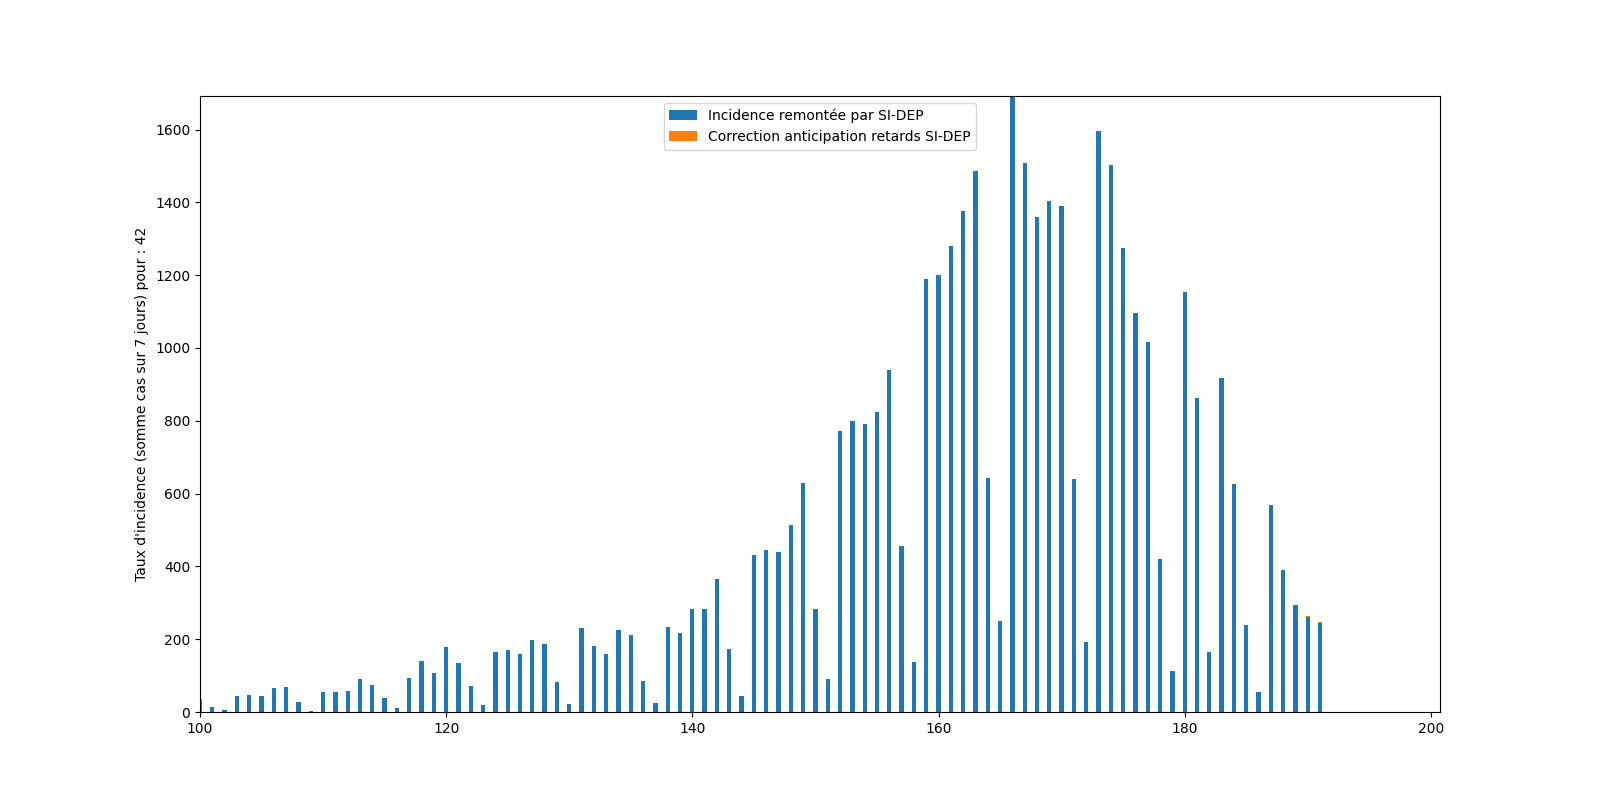 Incidence remontée par SI-DEP
Correction anticipation retards SI-DEP
Taux d'incidence (somme cas sur 7 jours) pour : 42
1600
1400
1200
1000
800
600
400
200
0
100 120 140 160 180 200